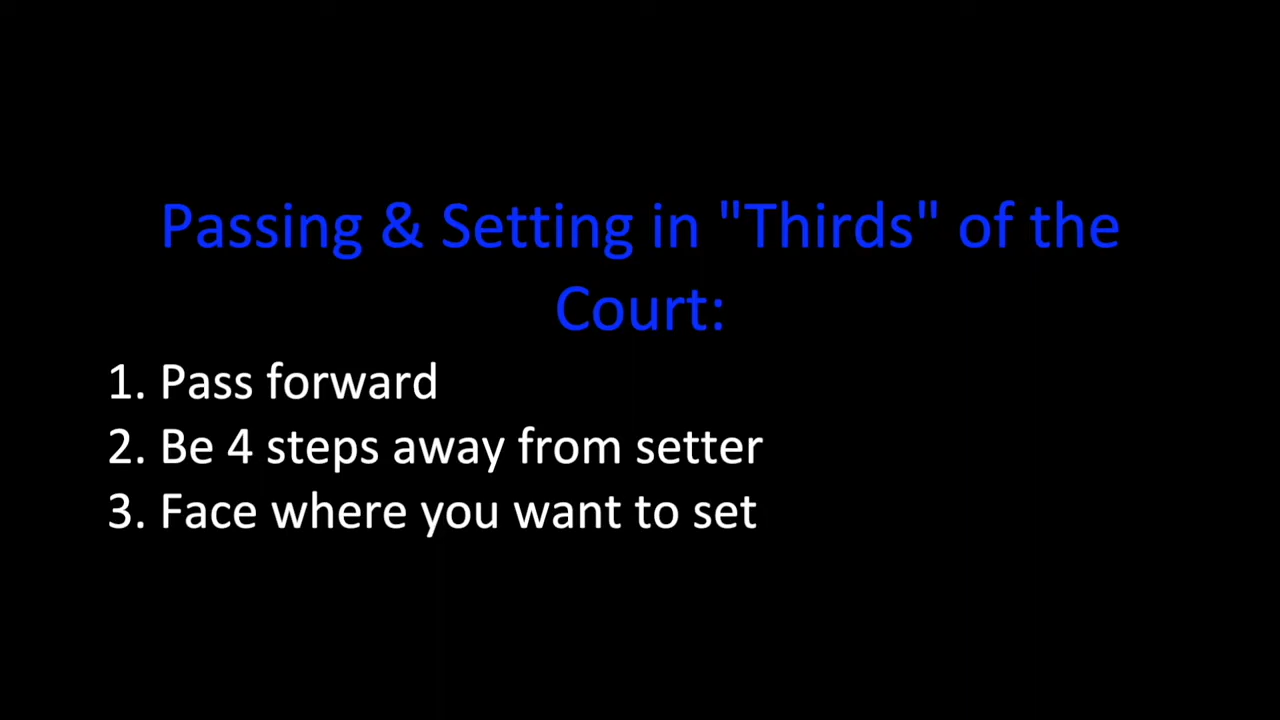 Passing & Setting in "Thirds" of the
Court:
1. Pass forward
2. Be 4 steps away from setter
3. Face where you want to set